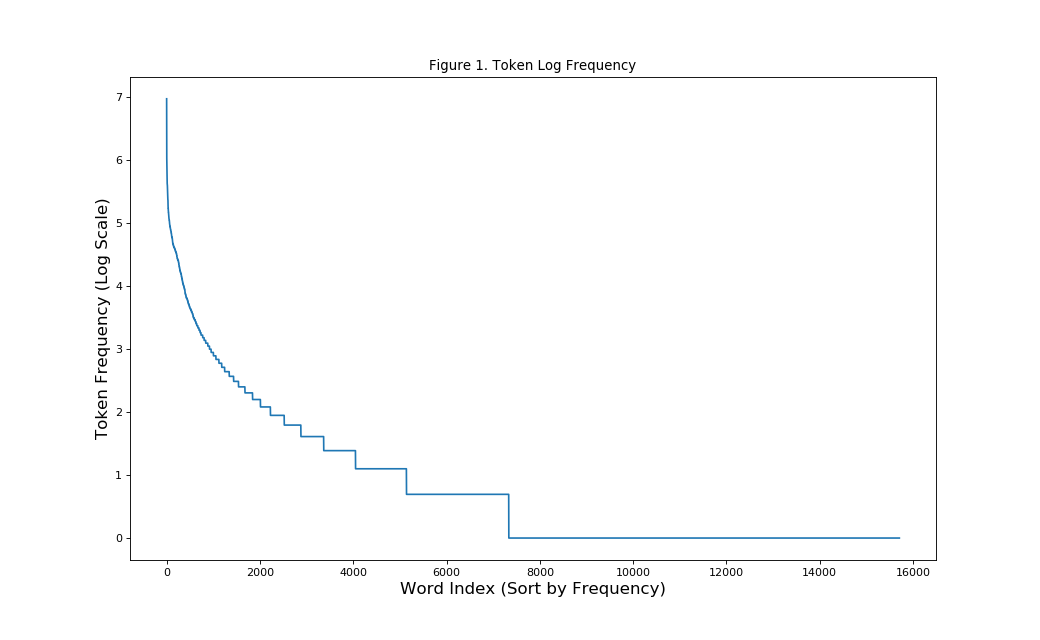 Figure 1. Token Log Frequency
Token Frequency (Log Scale)
7
6
5
4
3
2
1
0
0 2000 4000 6000 8000 10000 12000 14000 16000
Word Index (Sort by Frequency)